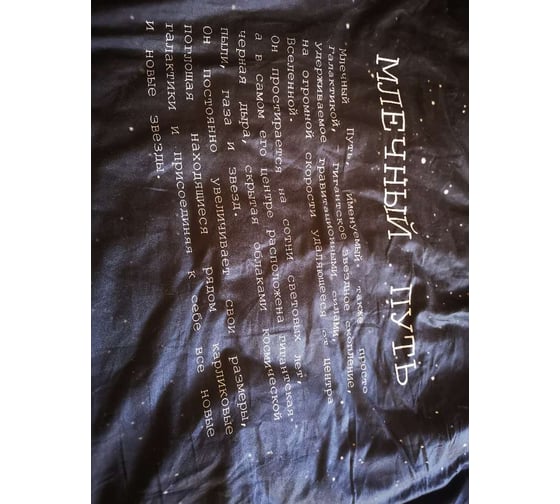 МЛЕЧНЫЙ ПУТЬ
Млечный Путь, именуемый также просто
Галактикой - гигантское звездное скопление,
удерживаемое гравитационными силами,
на огромной скорости удаляющееся от центра
Вселенной.
Он простирается на сотни световых лет,
а в самом его центре расположена гигантская
черная дыра, скрытая облаками космической
пыли, газа и звезд.
Он постоянно увеличивает свои размеры,
поглощая находящиеся рядом карликовые
галактики и присоединяя к себе все новые
и новые звезды.